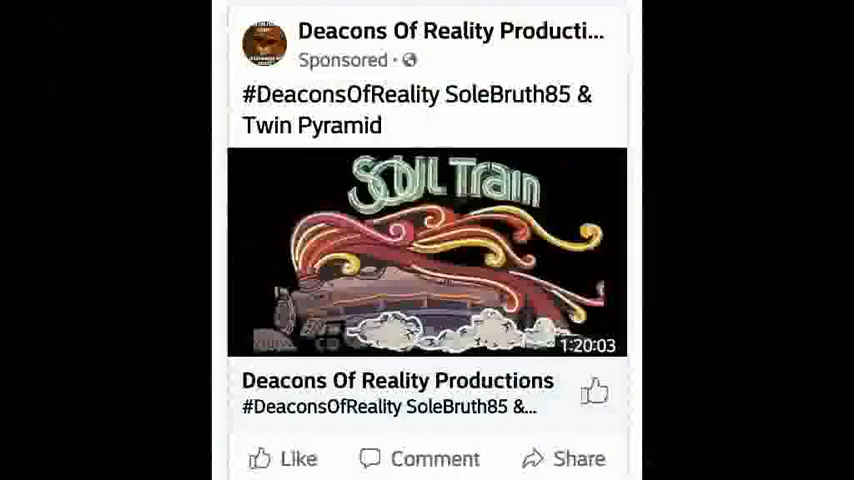 Deacons Of Reality Producti...
Sponsored ·
#DeaconsOfReality SoleBruth85 &
Twin Pyramid
SOUL Train
1:20:03
Deacons Of Reality Productions
#DeaconsOfReality SoleBruth85 &...
Like Comment Share